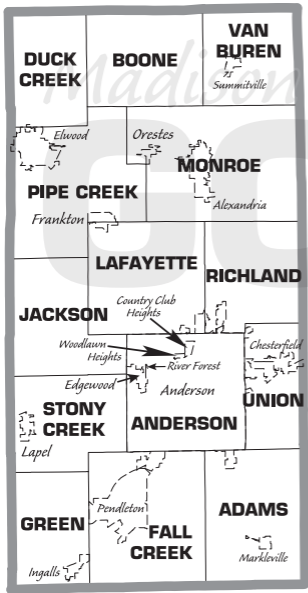 Madison
GO
DUCK
CREEK
BOONE
VAN
BUREN
Summitville
Elwood
Orestes
MONROE
PIPE CREEK
Alexandria
Frankton
LAFAYETTE
RICHLAND
Country Club
Heights
JACKSON
Woodlawn
Heights
Chesterfield
River Forest
Edgewood
Anderson
UNION
STONY
CREEK
ANDERSON
Lapel
Pendleton
ADAMS
GREEN
FALL
CREEK
Markleville
Ingalls